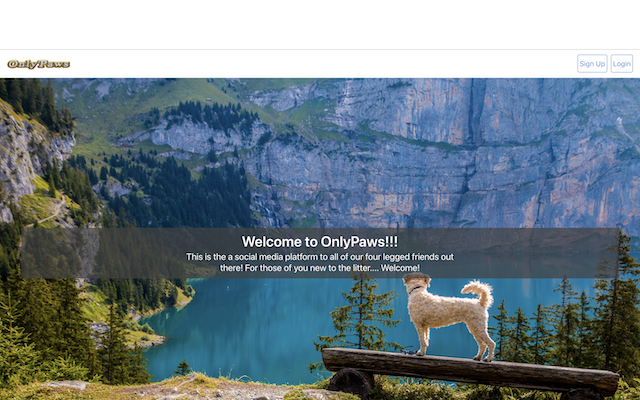 OnlyPaws
Sign Up
Login
Welcome to OnlyPaws!!!
This is the a social media platform to all of our four legged friends out
there! For those of you new to the litter.... Welcome!